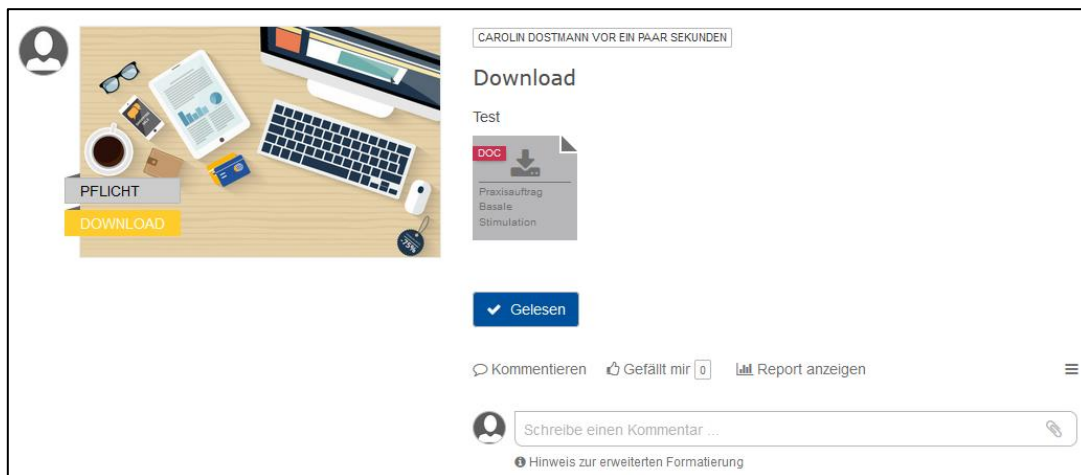 CAROLIN DOSTMANN VOR EIN PAAR SEKUNDEN
Download
Test
DOC
Praxisauftrag
Basale
Stimulation
PFLICHT
DOWNLOAD
-75%
Gelesen
Kommentieren Gefällt mir 0 Report anzeigen
Schreibe einen Kommentar ...
Hinweis zur erweiterten Formatierung